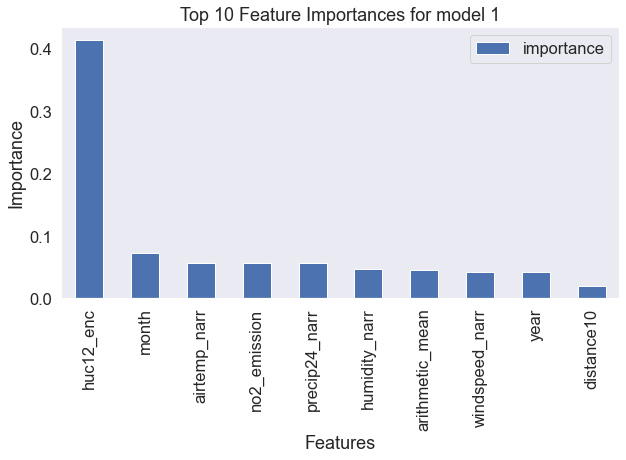 Top 10 Feature Importances for model 1
importance
Importance
0.4
0.3
0.2
0.1
0.0
huc12_enc
month
airtemp_narr
no2_emission
precip24_narr
humidity_narr
arithmetic_mean
windspeed_narr
year
distance10
Features